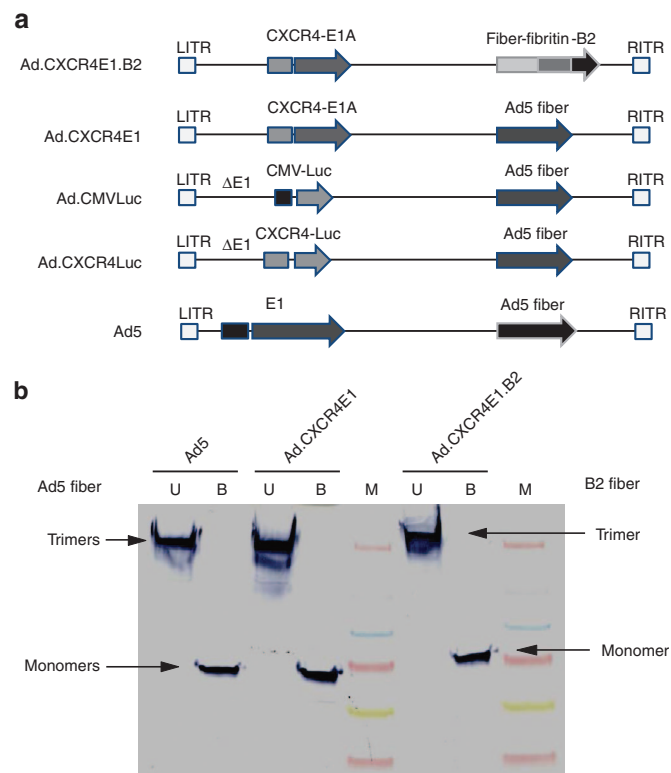 a
CXCR4-E1A
Fiber-fibritin-B2
LITR
RITR
Ad.CXCR4E1.B2
CXCR4-E1A
Ad5 fiber
LITR
RITR
Ad.CXCR4E1
CMV-Luc
Ad5 fiber
LITR
ΔE1
RITR
Ad.CMVLuc
CXCR4-Luc
Ad5 fiber
LITR
ΔE1
RITR
Ad.CXCR4Luc
E1
Ad5 fiber
LITR
RITR
Ad5
b
Ad5
Ad.CXCR4E1
Ad.CXCR4E1.B2
Ad5 fiber
U
B
U
B
M
U
B
M
B2 fiber
Trimers
Trimer
Monomers
Monomer